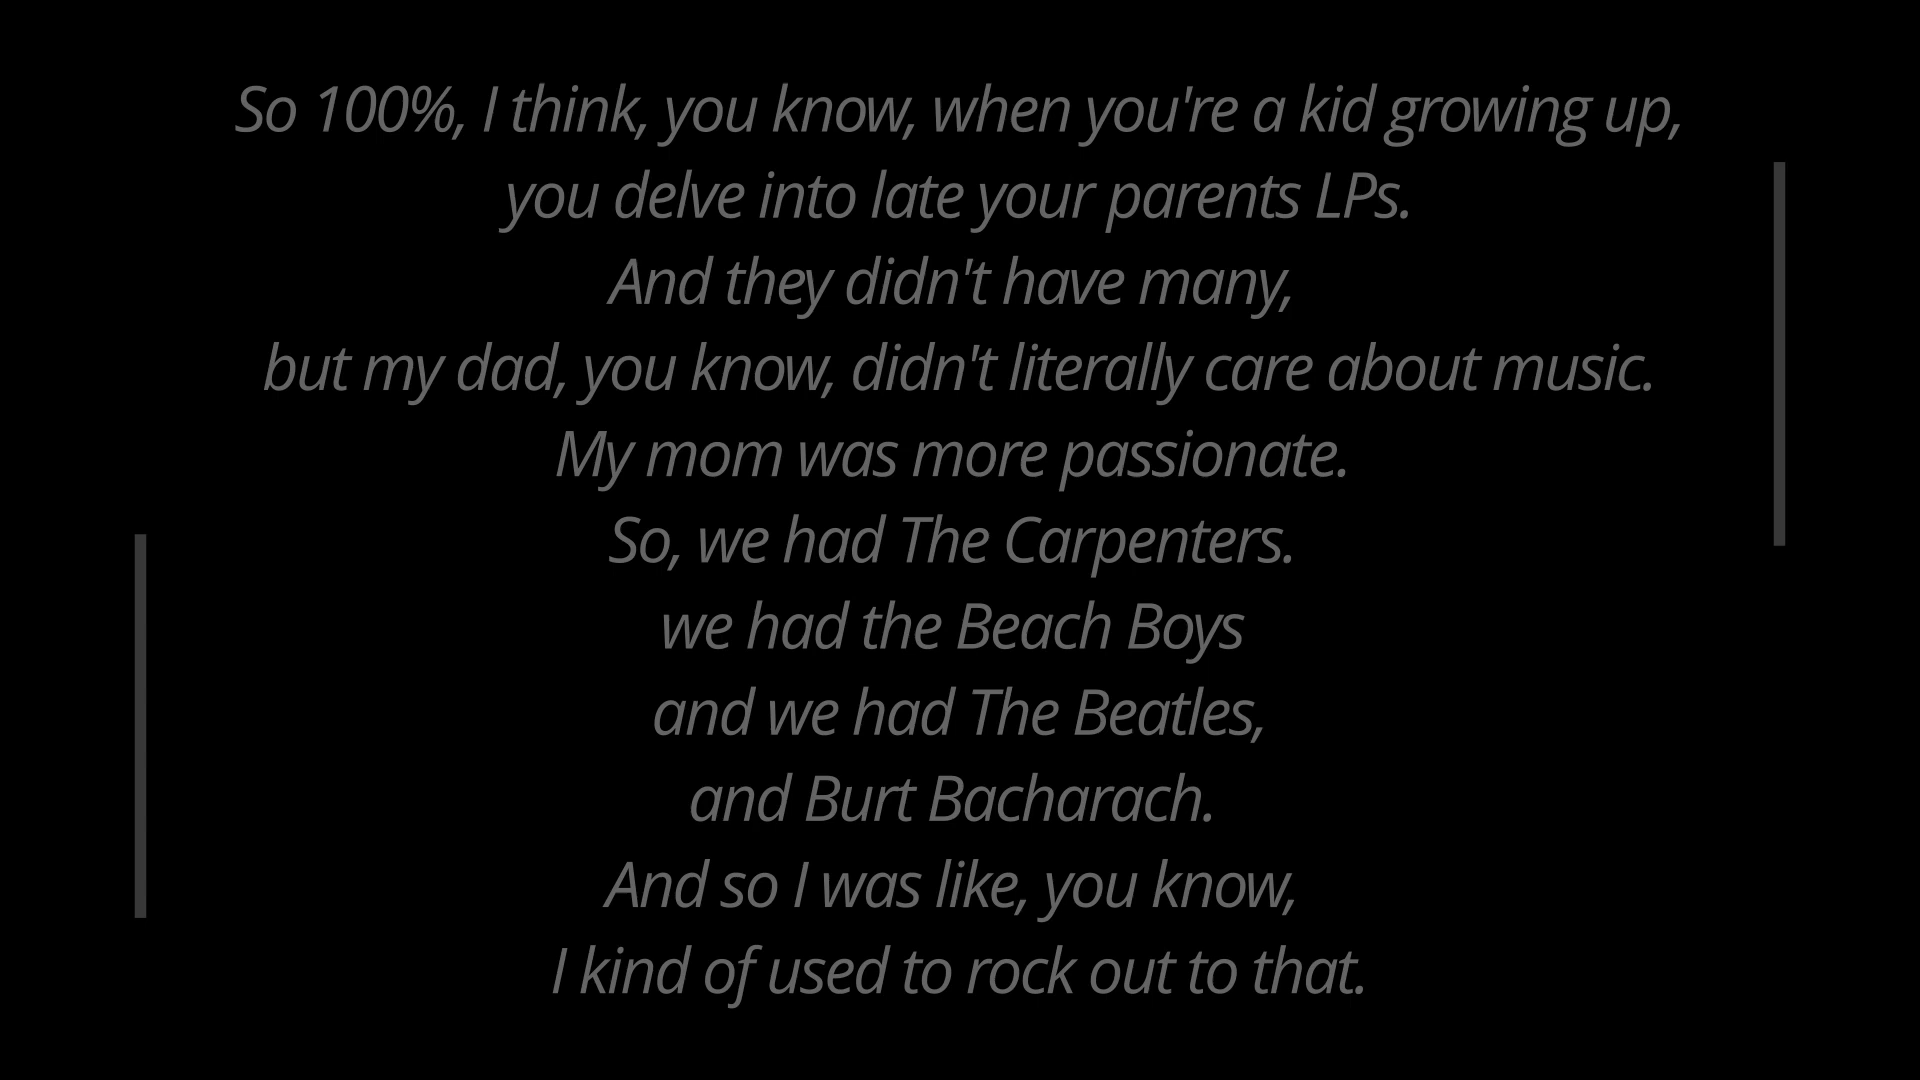 So 100%, I think, you know, when you're a kid growing up,
you delve into late your parents LPs.
And they didn't have many,
but my dad, you know, didn't literally care about music.
My mom was more passionate.
So, we had The Carpenters.
we had the Beach Boys
and we had The Beatles,
and Burt Bacharach.
And so I was like, you know,
I kind of used to rock out to that.